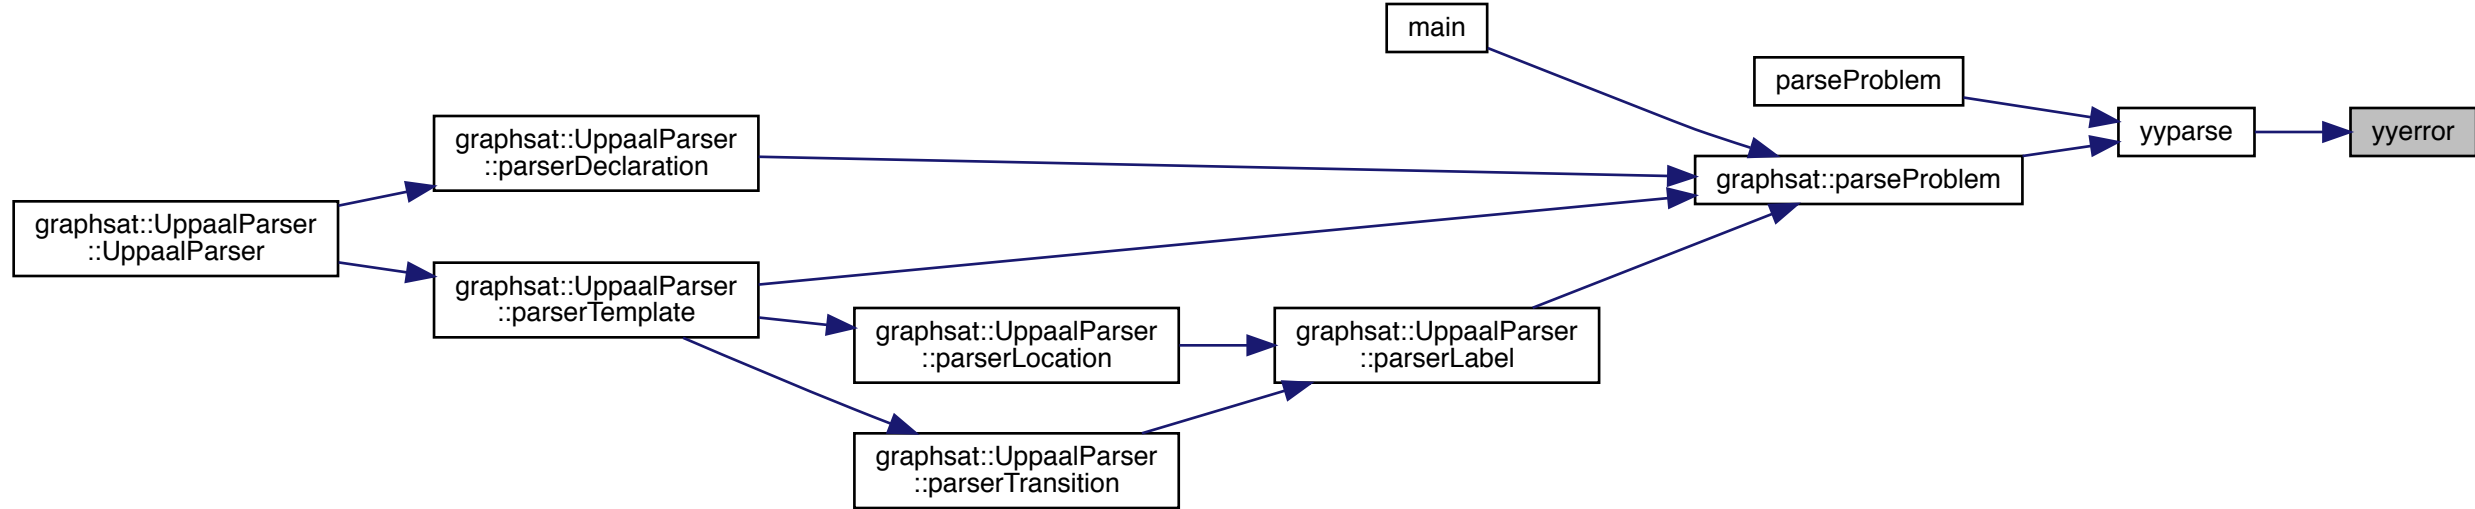 main
parseProblem
yyparse
yyerror
graphsat::UppaalParser
::parserDeclaration
graphsat::parseProblem
graphsat::UppaalParser
::UppaalParser
graphsat::UppaalParser
::parserTemplate
graphsat::UppaalParser
::parserLocation
graphsat::UppaalParser
::parserLabel
graphsat::UppaalParser
::parserTransition